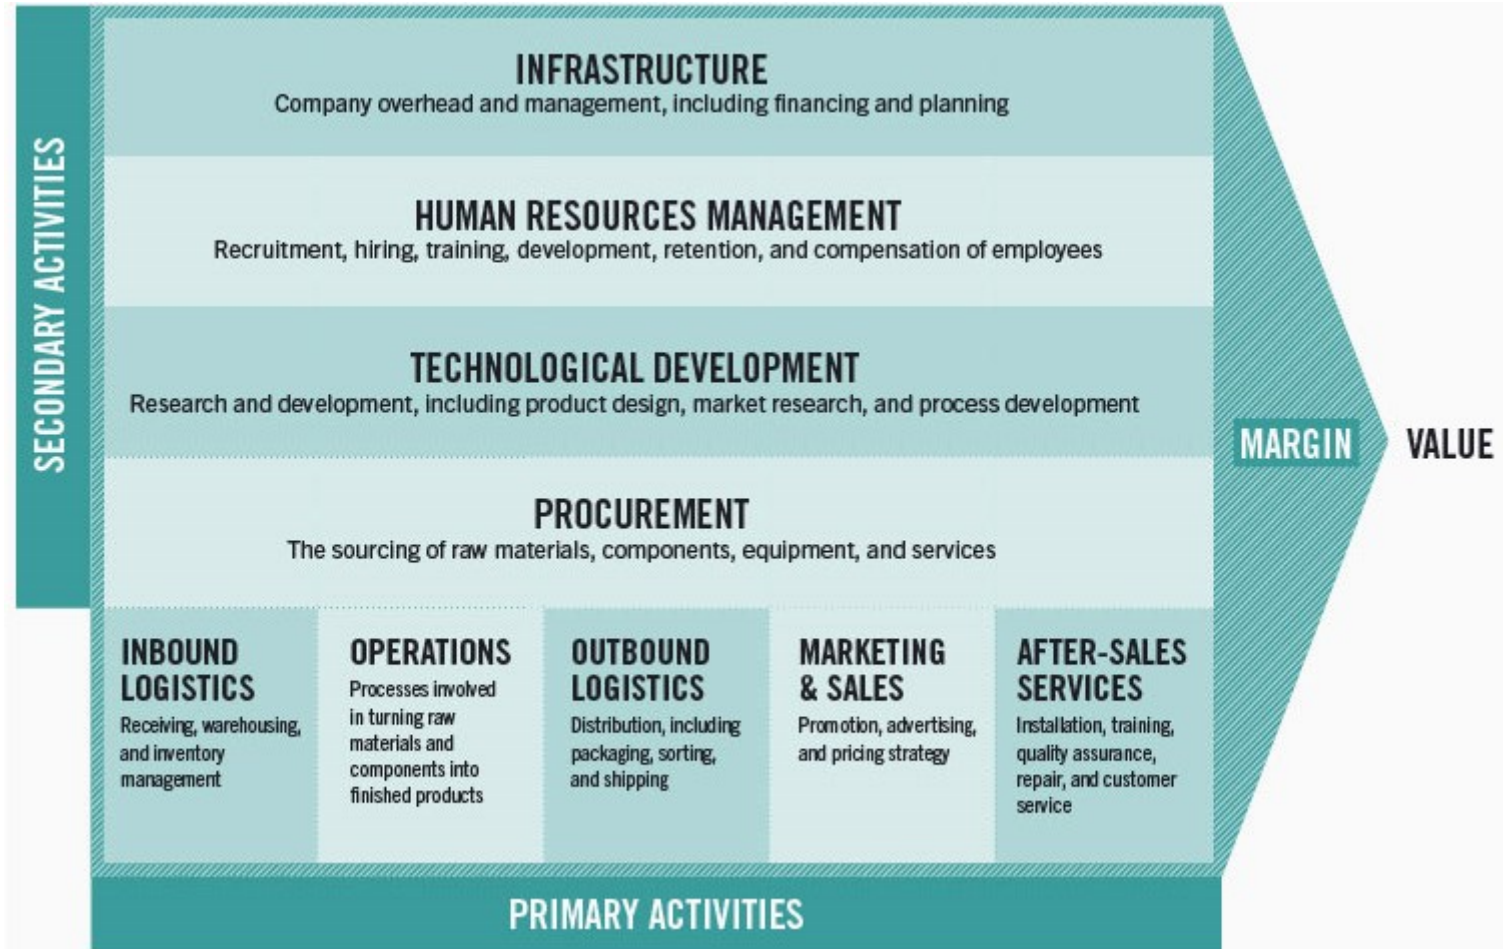 SECONDARY ACTIVITIES
INFRASTRUCTURE
Company overhead and management, including financing and planning
HUMAN RESOURCES MANAGEMENT
Recruitment, hiring, training, development, retention, and compensation of employees
TECHNOLOGICAL DEVELOPMENT
Research and development, including product design, market research, and process development
PROCUREMENT
The sourcing of raw materials, components, equipment, and services
INBOUND
LOGISTICS
Receiving, warehousing,
and inventory
management
OPERATIONS
Processes involved
in turning raw
materials and
components into
finished products
OUTBOUND
LOGISTICS
Distribution, including
packaging, sorting,
and shipping
MARKETING
& SALES
Promotion, advertising,
and pricing strategy
AFTER-SALES
SERVICES
Installation, training,
quality assurance,
repair, and customer
service
MARGIN
VALUE
PRIMARY ACTIVITIES